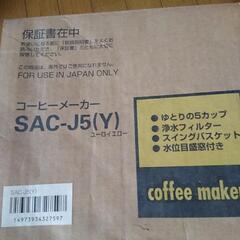 保証書在中
FOR USE IN JAPAN ONLY
コーヒーメーカー
SAC-J5(Y)
ユーロイエロー
●ゆとりの5カップ
●浄水フィルター
●スイングバスケット
●水位目盛窓付き
SAC-J5(Y)
4973934327597
coffee maker